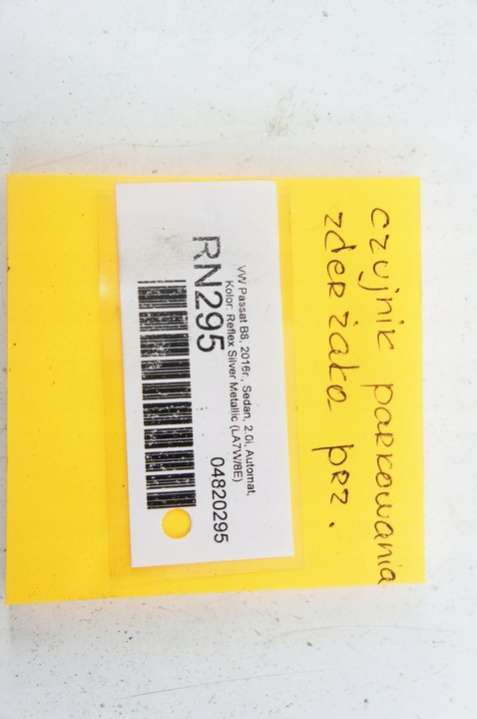 czujnik parkowania
zderzaka prz.
VW Passat B8, 2016r., Sedan, 2.0i, Automat,
Kolor: Reflex Silver Metallic (LA7W/8E)
RN295
04820295